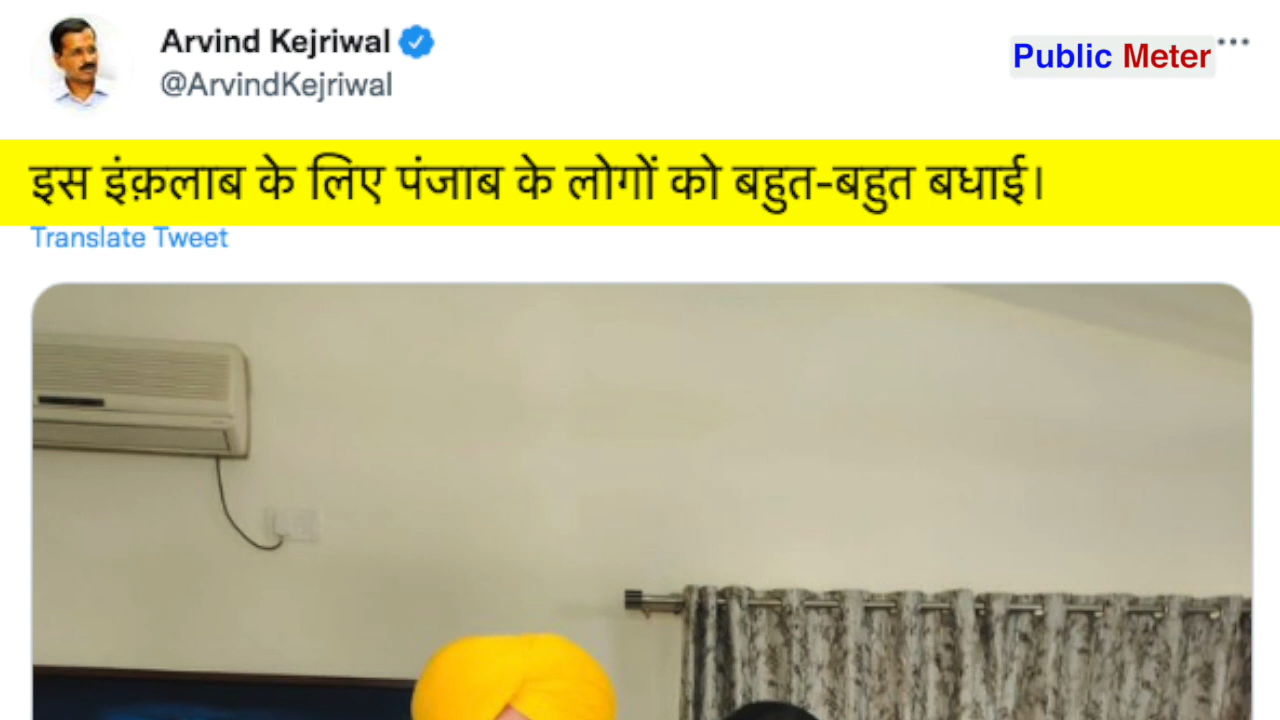 Arvind Kejriwal
@ArvindKejriwal
Public Meter
इस इंक़लाब के लिए पंजाब के लोगों को बहुत-बहुत बधाई।
Translate Tweet